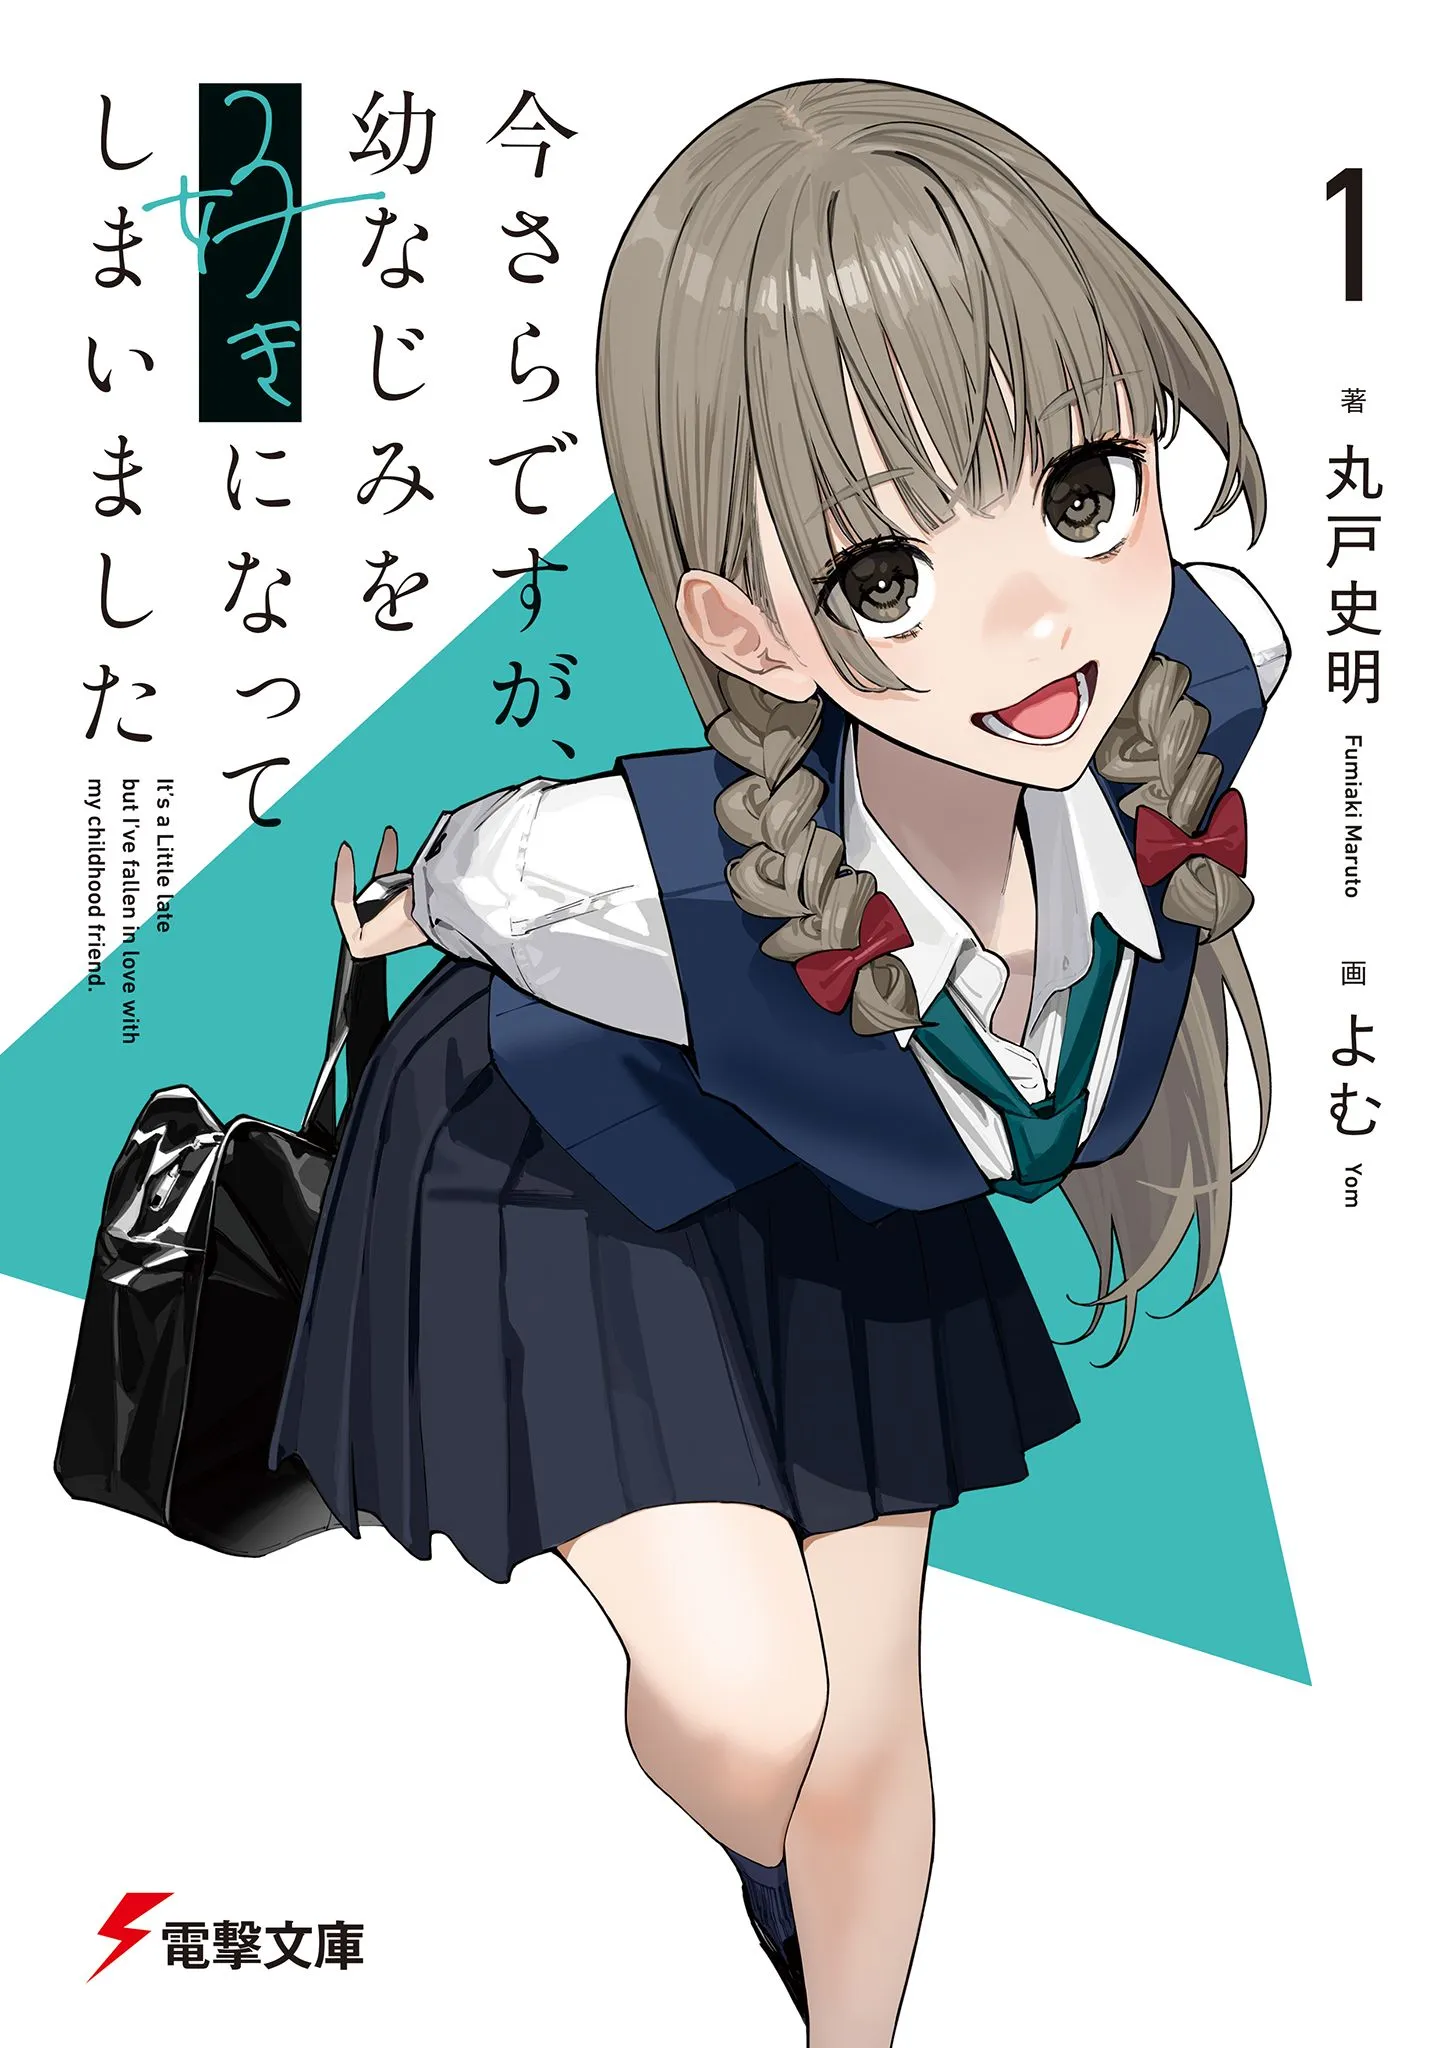 今さらですが、
幼なじみを
好きになって
しまいました
It's a Little late
but I've fallen in love with
my childhood friend.
1
著
丸戸史明
Fumiaki Maruto
画
よむ
Yom
電撃文庫